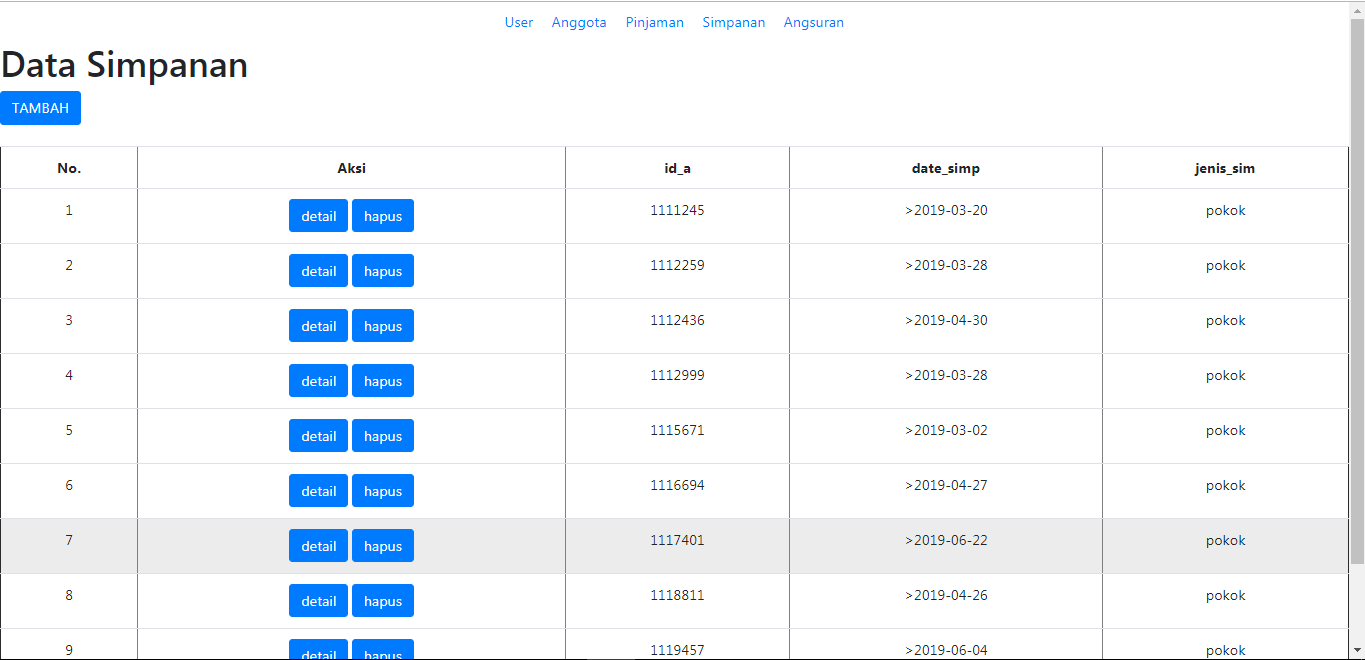 User Anggota Pinjaman Simpanan Angsuran
Data Simpanan
TAMBAH
No. Aksi id_a date_simp jenis_sim
1 detail hapus 1111245 >2019-03-20 pokok
2 detail hapus 1112259 >2019-03-28 pokok
3 detail hapus 1112436 >2019-04-30 pokok
4 detail hapus 1112999 >2019-03-28 pokok
5 detail hapus 1115671 >2019-03-02 pokok
6 detail hapus 1116694 >2019-04-27 pokok
7 detail hapus 1117401 >2019-06-22 pokok
8 detail hapus 1118811 >2019-04-26 pokok
9 detail hapus 1119457 >2019-06-04 pokok